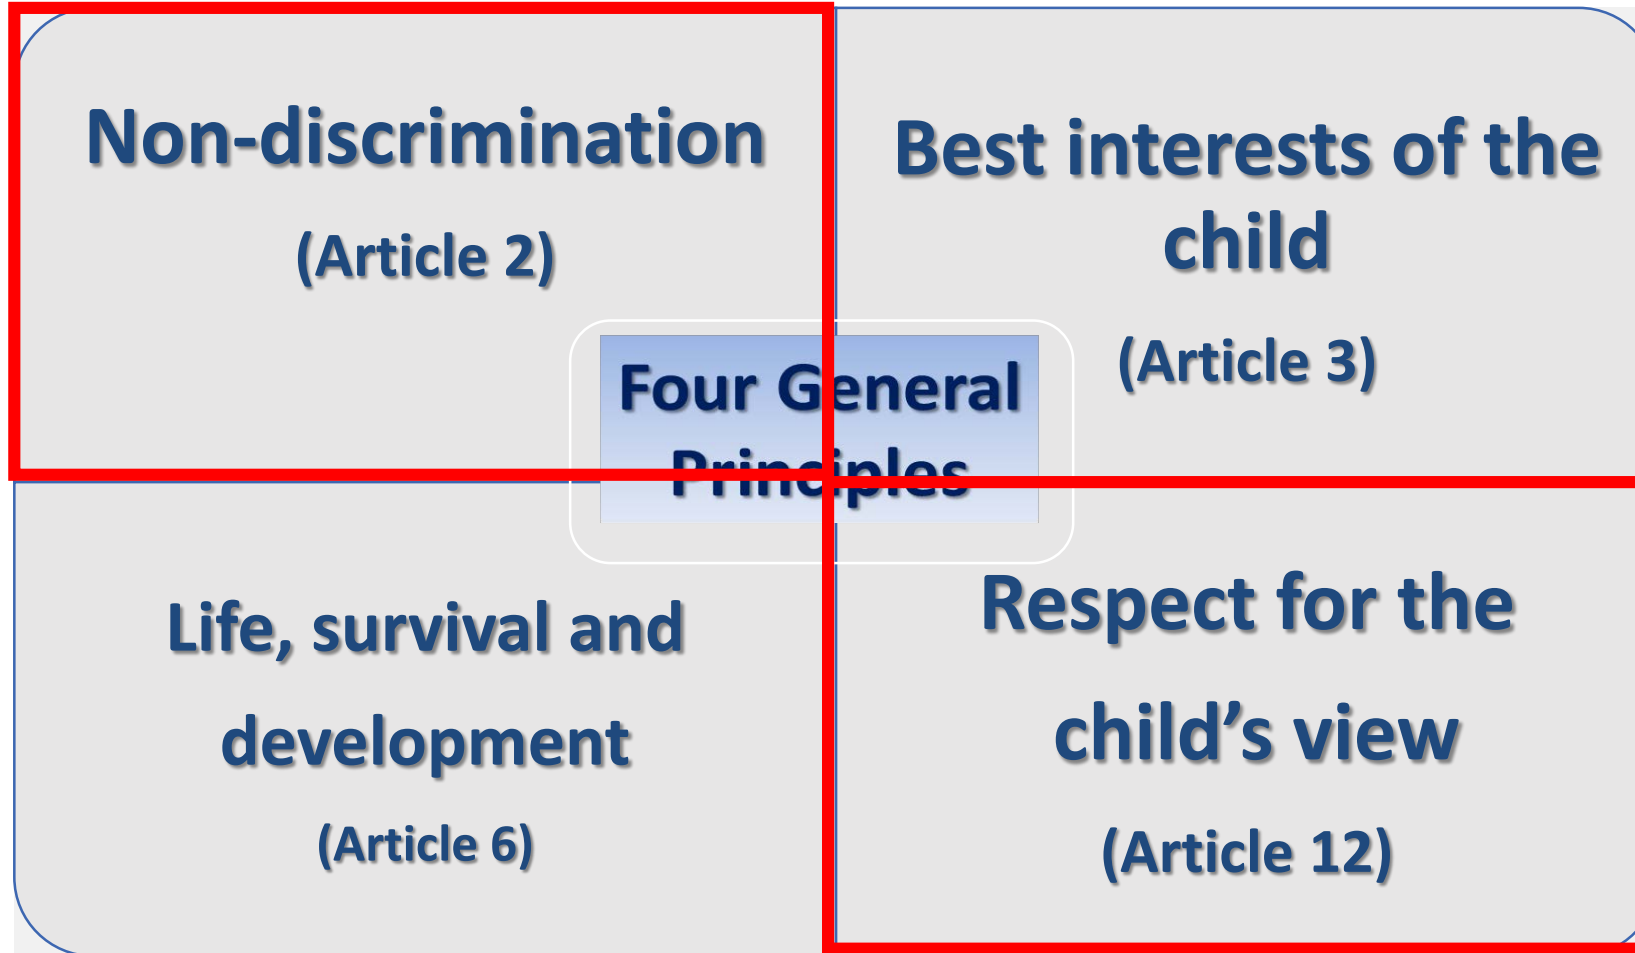 Non-discrimination
(Article 2)
Best interests of the
child
(Article 3)
Four General
Principles
Life, survival and
development
(Article 6)
Respect for the
child’s view
(Article 12)